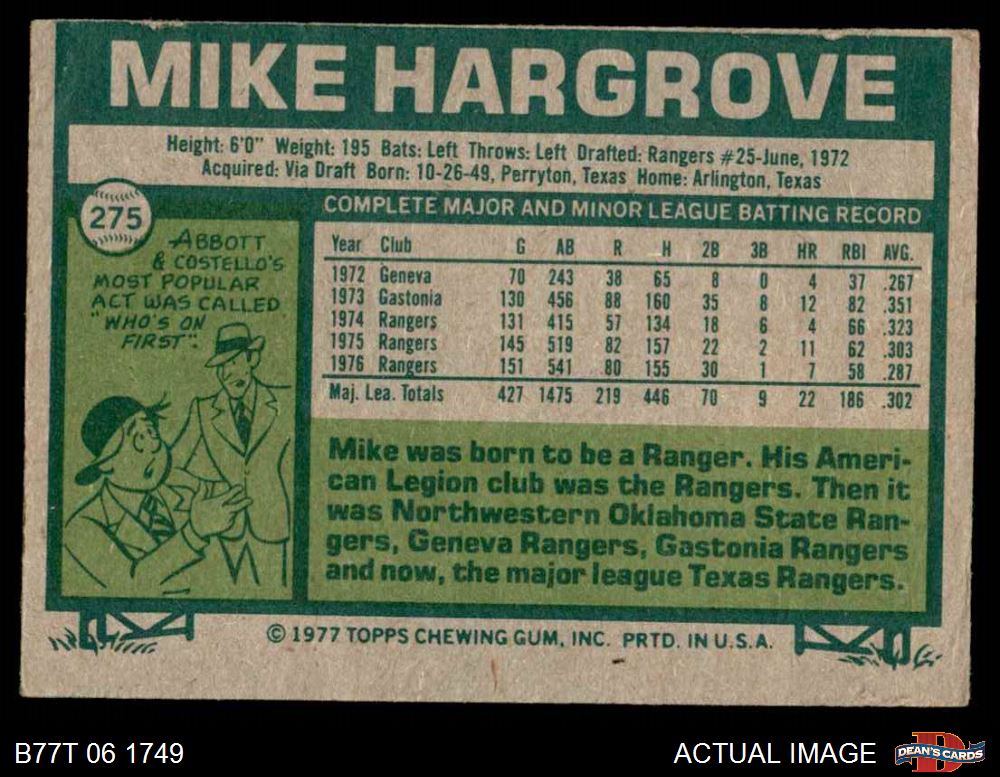 MIKE HARGROVE
Height: 6'0" Weight: 195 Bats: Left Throws: Left Drafted: Rangers #25-June, 1972
Acquired: Via Draft Born: 10-26-49, Perryton, Texas Home: Arlington, Texas
275
ABBOTT
& COSTELLO'S
MOST POPULAR
ACT WAS CALLED
"WHO'S ON
FIRST".
COMPLETE MAJOR AND MINOR LEAGUE BATTING RECORD
Year Club G AB R H 2B 3B HR RBI AVG.
1972 Geneva 70 243 38 65 8 0 4 37 .267
1973 Gastonia 130 456 88 160 35 8 12 82 .351
1974 Rangers 131 415 57 134 18 6 4 66 .323
1975 Rangers 145 519 82 157 22 2 11 62 .303
1976 Rangers 151 541 80 155 30 1 7 58 .287
Maj. Lea. Totals 427 1475 219 446 70 9 22 186 .302
Mike was born to be a Ranger. His Ameri-
can Legion club was the Rangers. Then it
was Northwestern Oklahoma State Ran-
gers, Geneva Rangers, Gastonia Rangers
and now, the major league Texas Rangers.
© 1977 TOPPS CHEWING GUM, INC. PRTD. IN U.S.A.
B77T 06 1749
ACTUAL IMAGE
D
DEAN'S CARDS